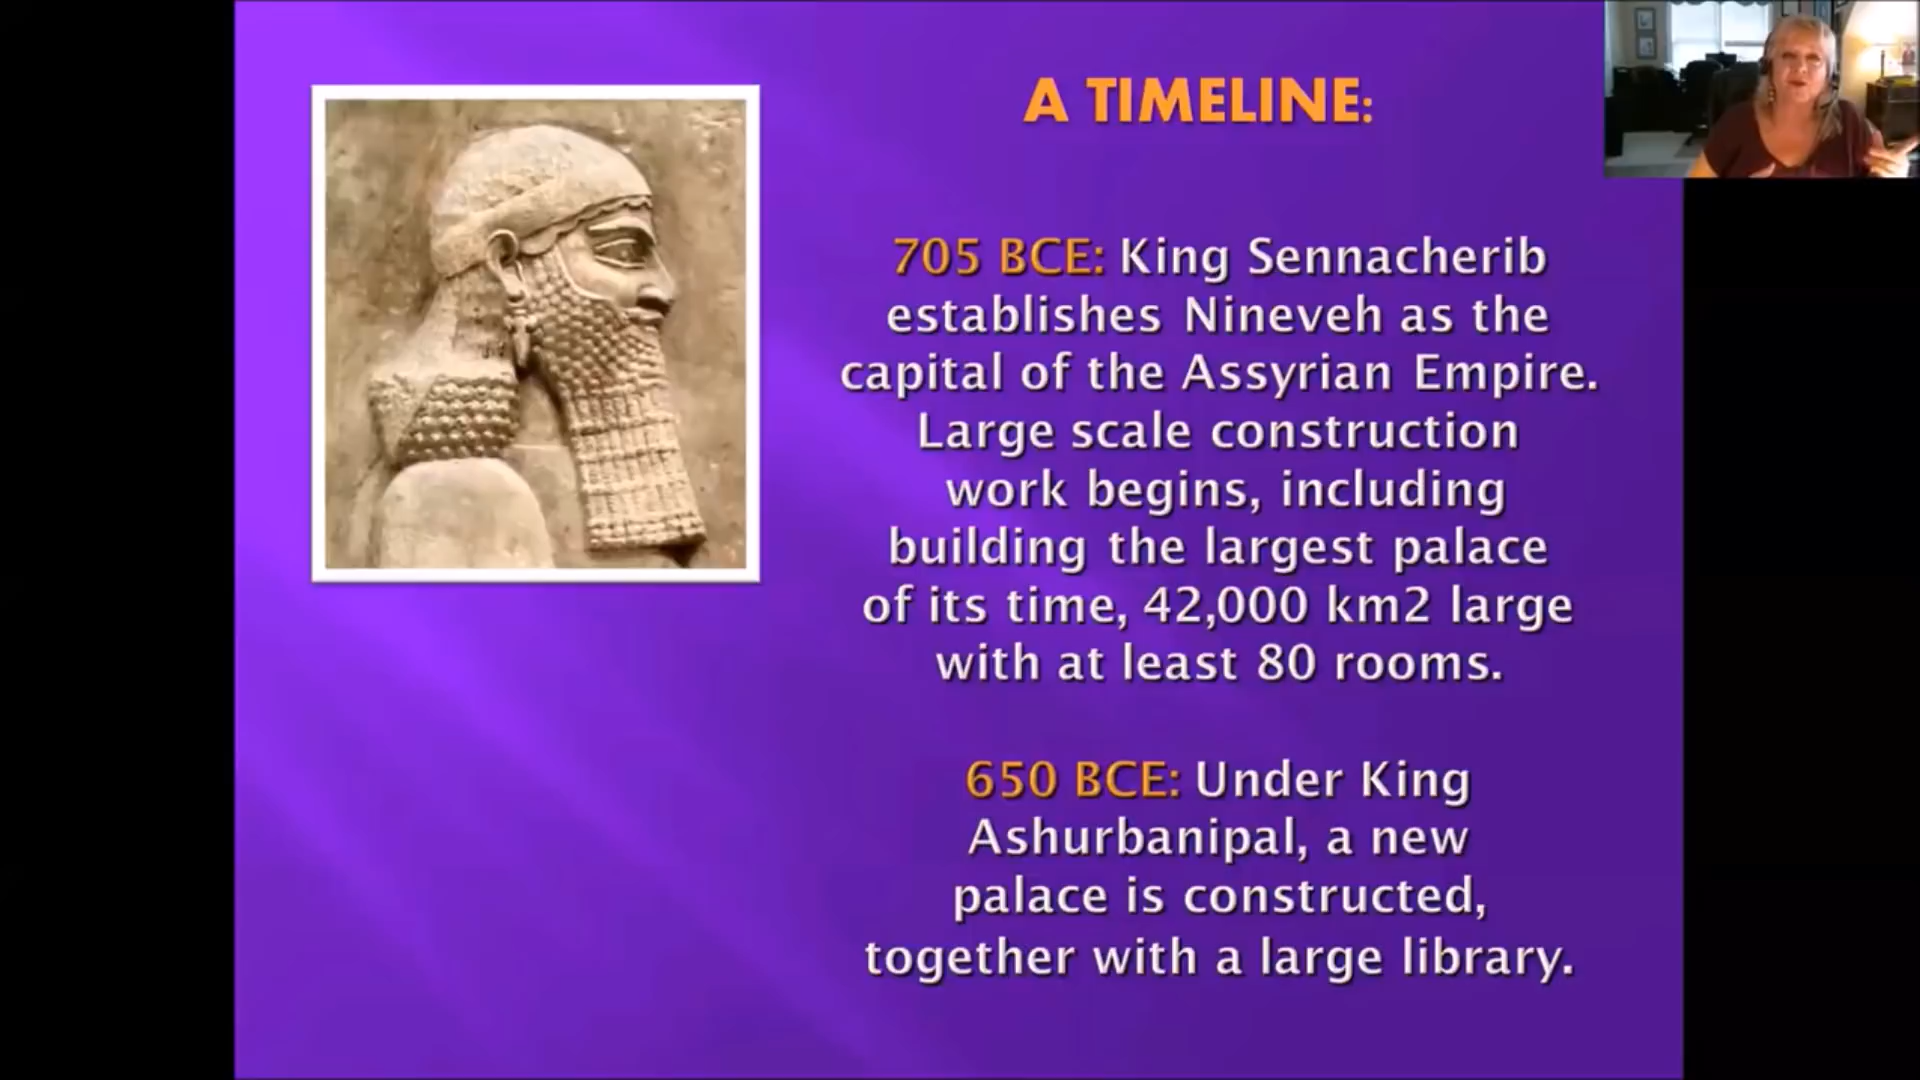 A TIMELINE:
705 BCE: King Sennacherib
establishes Nineveh as the
capital of the Assyrian Empire.
Large scale construction
work begins, including
building the largest palace
of its time, 42,000 km2 large
with at least 80 rooms.
650 BCE: Under King
Ashurbanipal, a new
palace is constructed,
together with a large library.